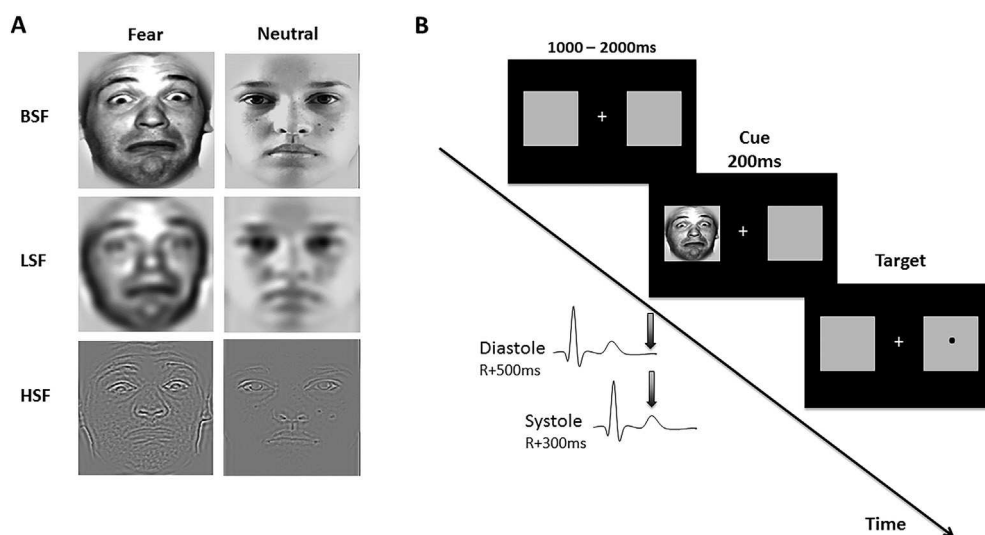 A
Fear Neutral
BSF
LSF
HSF
B
1000 – 2000ms
Cue
200ms
Target
Diastole
R+500ms
Systole
R+300ms
Time